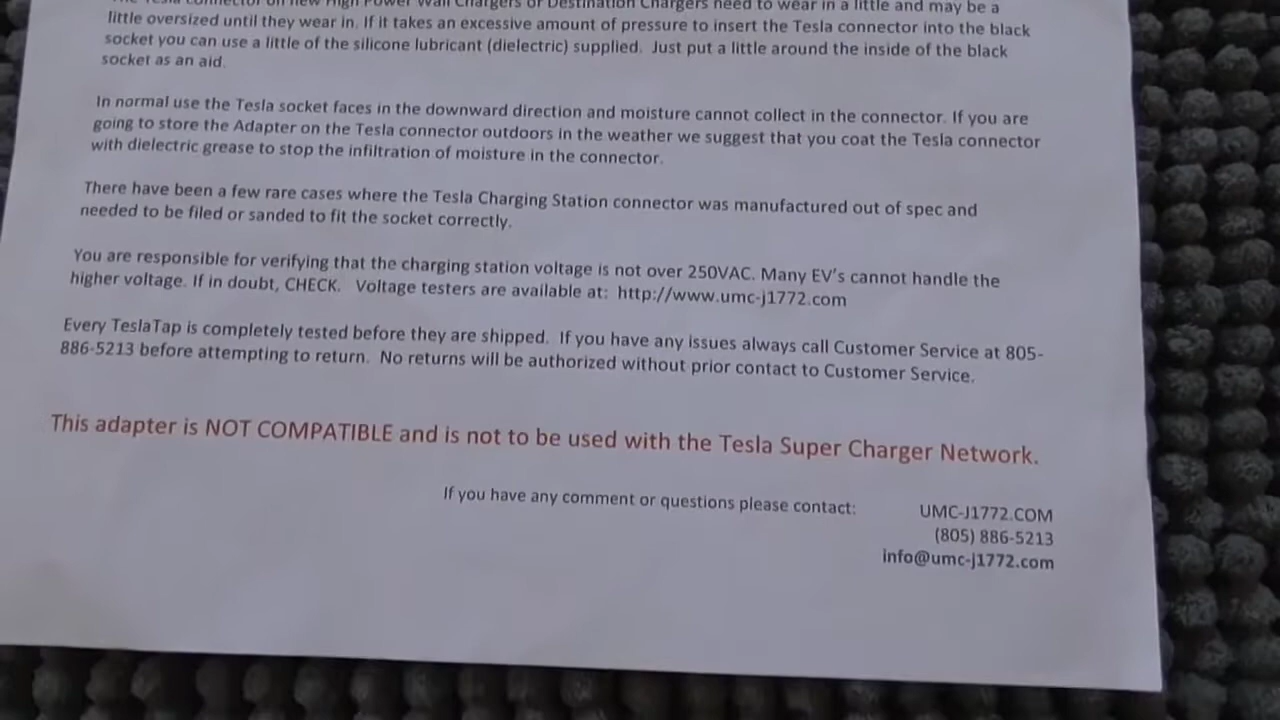 The Tesla connector on new High Power Wall Chargers or Destination Chargers need to wear in a little and may be a
little oversized until they wear in. If it takes an excessive amount of pressure to insert the Tesla connector into the black
socket you can use a little of the silicone lubricant (dielectric) supplied. Just put a little around the inside of the black
socket as an aid.
In normal use the Tesla socket faces in the downward direction and moisture cannot collect in the connector. If you are
going to store the Adapter on the Tesla connector outdoors in the weather we suggest that you coat the Tesla connector
with dielectric grease to stop the infiltration of moisture in the connector.
There have been a few rare cases where the Tesla Charging Station connector was manufactured out of spec and
needed to be filed or sanded to fit the socket correctly.
You are responsible for verifying that the charging station voltage is not over 250VAC. Many EV's cannot handle the
higher voltage. If in doubt, CHECK. Voltage testers are available at: http://www.umc-j1772.com
Every TeslaTap is completely tested before they are shipped. If you have any issues always call Customer Service at 805-
886-5213 before attempting to return. No returns will be authorized without prior contact to Customer Service.
This adapter is NOT COMPATIBLE and is not to be used with the Tesla Super Charger Network.
If you have any comment or questions please contact:
UMC-J1772.COM
(805) 886-5213
info@umc-j1772.com